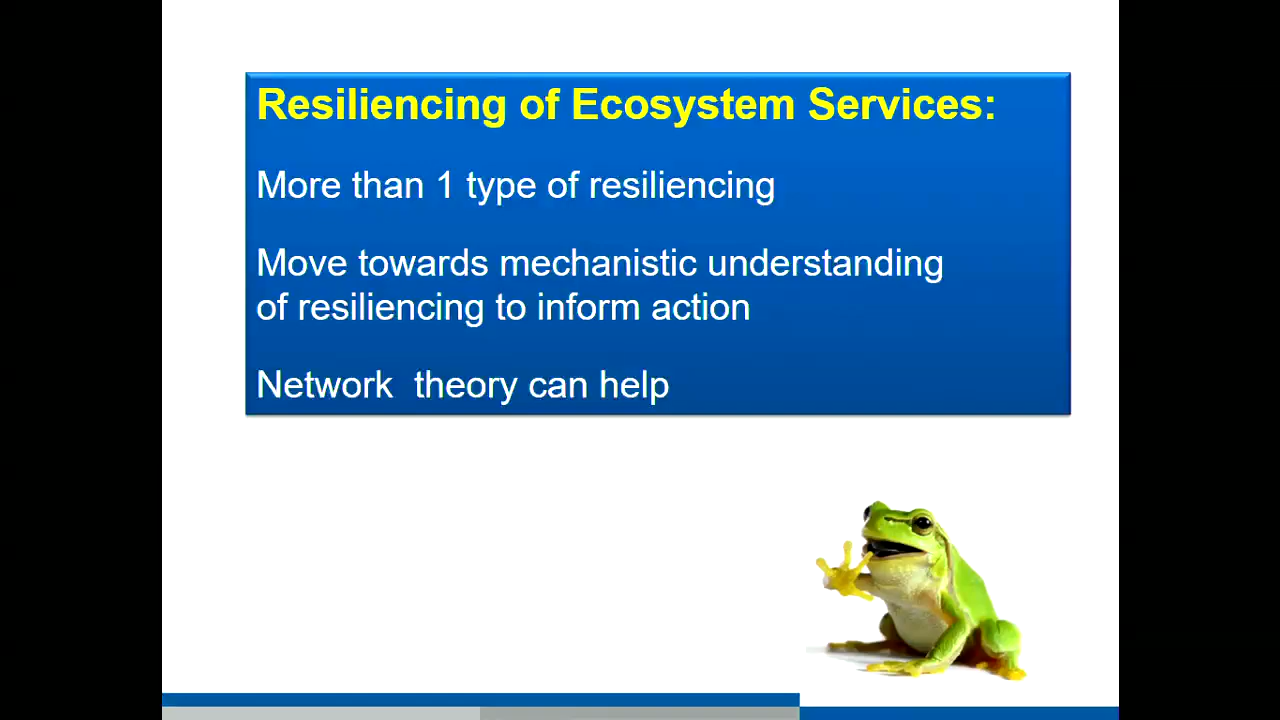 Resiliencing of Ecosystem Services:
More than 1 type of resiliencing
Move towards mechanistic understanding
of resiliencing to inform action
Network  theory can help